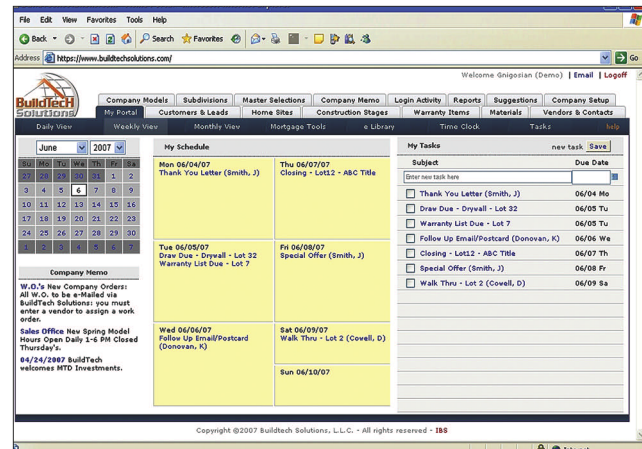 File Edit View Favorites Tools Help
Back Search Favorites
Address https://www.buildtechsolutions.com/ Go
Welcome Gnigosian (Demo) | Email | Logoff
BuildTecH Solutions
Company Models Subdivisions Master Selections Company Memo Login Activity Reports Suggestions Company Setup
My Portal Customers & Leads Home Sites Construction Stages Warranty Items Materials Vendors & Contacts
Daily View Weekly View Monthly View Mortgage Tools e Library Time Clock Tasks help
June 2007
Su Mo Tu We Th Fr Sa
27 28 29 30 31 1 2
3 4 5 6 7 8 9
10 11 12 13 14 15 16
17 18 19 20 21 22 23
24 25 26 27 28 29 30
1 2 3 4 5 6 7
Company Memo
W.O.'s New Company Orders:
All W.O. to be e-Mailed via
BuildTech Solutions: you must
enter a vendor to assign a work
order.
Sales Office New Spring Model
Hours Open Daily 1-6 PM Closed
Thursday's.
04/24/2007 BuildTech
welcomes MTD Investments.
My Schedule
Mon 06/04/07
Thank You Letter (Smith, J)
Thu 06/07/07
Closing - Lot12 - ABC Title
Tue 06/05/07
Draw Due - Drywall - Lot 32
Warranty List Due - Lot 7
Fri 06/08/07
Special Offer (Smith, J)
Wed 06/06/07
Follow Up Email/Postcard
(Donovan, K)
Sat 06/09/07
Walk Thru - Lot 2 (Cowell, D)
Sun 06/10/07
My Tasks new task Save
Subject Due Date
Enter new task here
Thank You Letter (Smith, J) 06/04 Mo
Draw Due - Drywall - Lot 32 06/05 Tu
Warranty List Due - Lot 7 06/05 Tu
Follow Up Email/Postcard (Donovan, K) 06/06 We
Closing - Lot12 - ABC Title 06/07 Th
Special Offer (Smith, J) 06/08 Fr
Walk Thru - Lot 2 (Cowell, D) 06/09 Sa
Copyright @2007 Buildtech Solutions, L.L.C. - All rights reserved - IBS